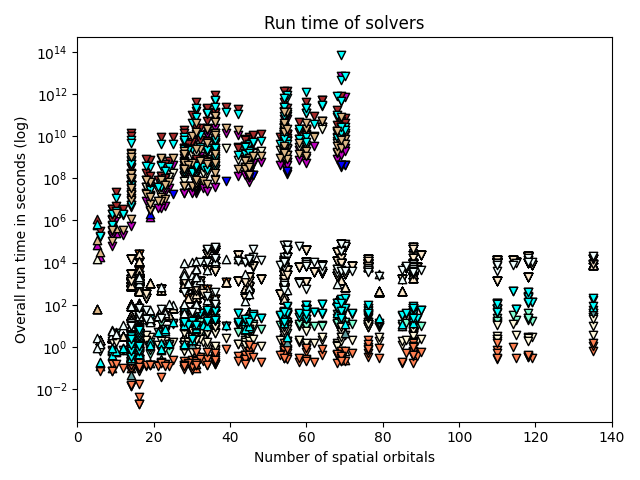 Run time of solvers
Overall run time in seconds (log)
10^14
10^12
10^10
10^8
10^6
10^4
10^2
10^0
10^−2
0 20 40 60 80 100 120 140
Number of spatial orbitals